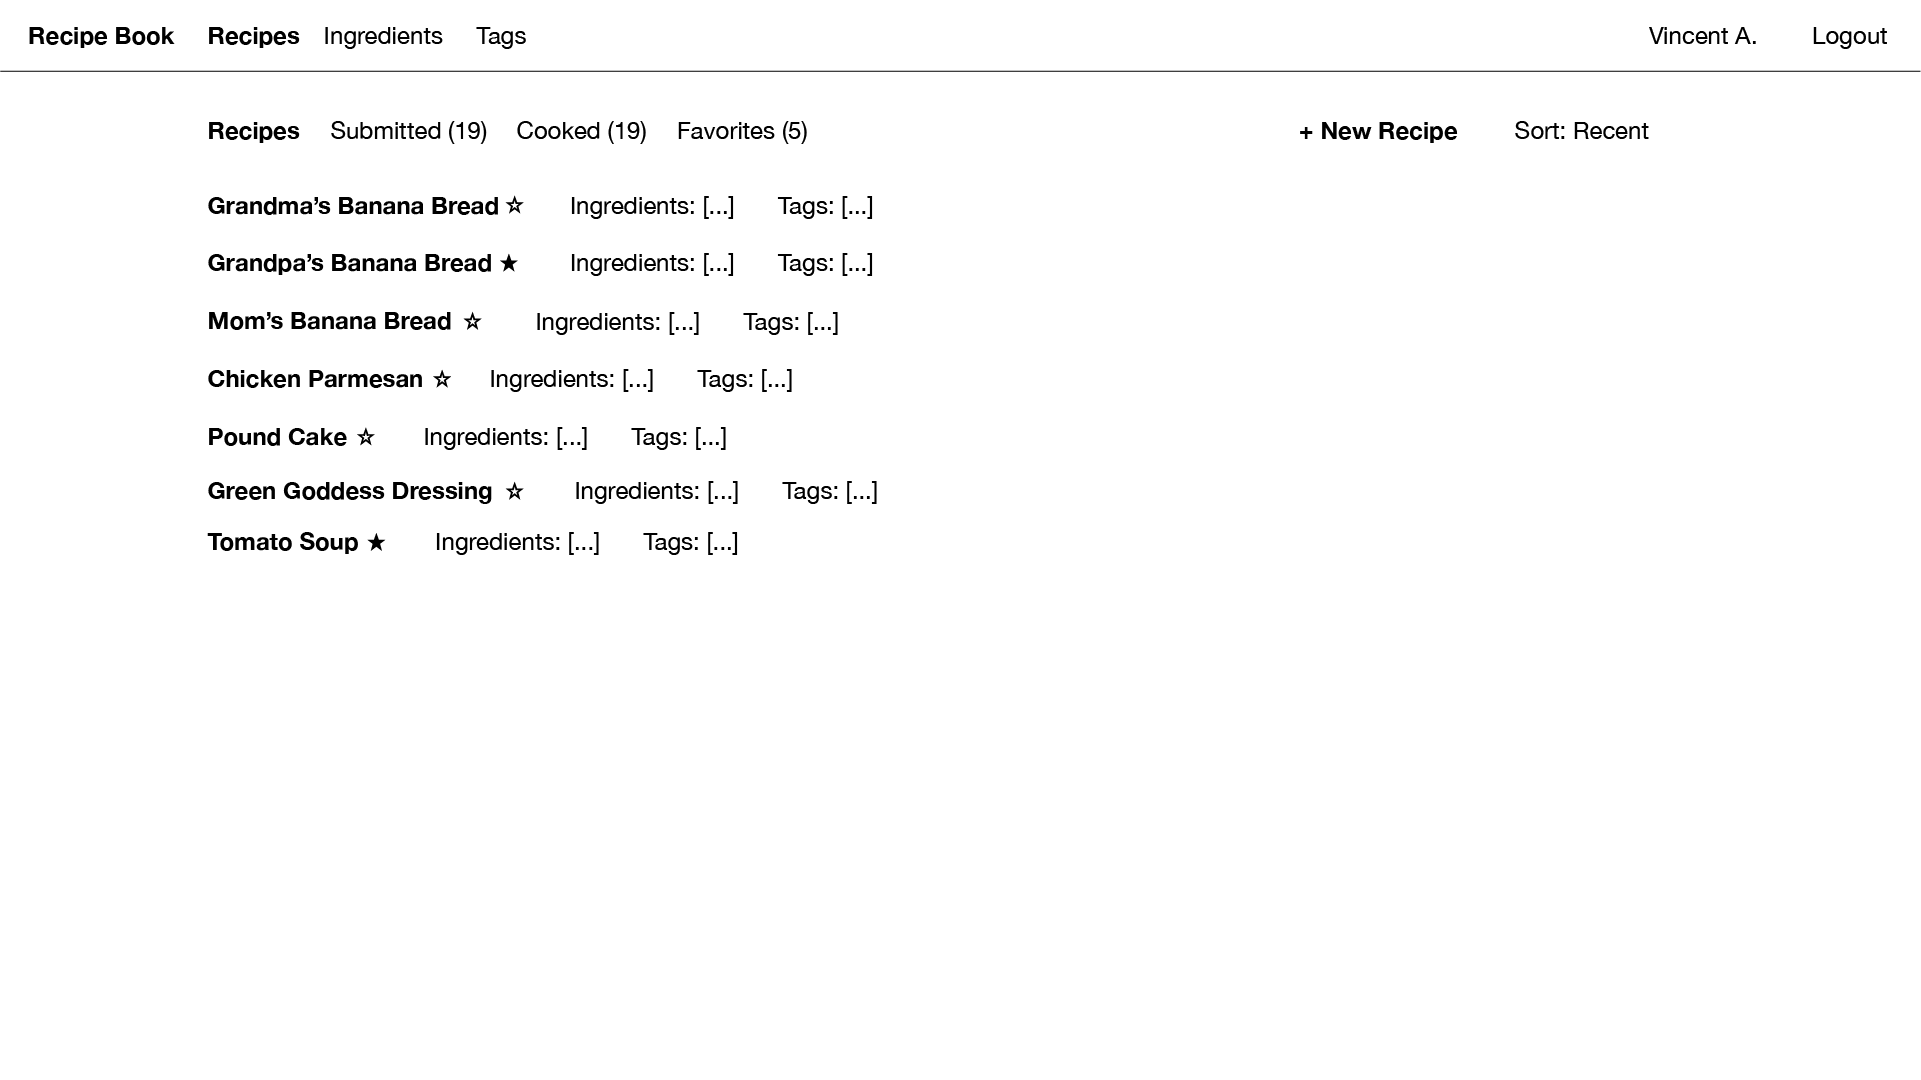 Recipe Book Recipes Ingredients Tags Vincent A. Logout
Recipes Submitted (19) Cooked (19) Favorites (5) + New Recipe Sort: Recent
Grandma’s Banana Bread ☆ Ingredients: [...] Tags: [...]
Grandpa’s Banana Bread ★ Ingredients: [...] Tags: [...]
Mom’s Banana Bread ☆ Ingredients: [...] Tags: [...]
Chicken Parmesan ☆ Ingredients: [...] Tags: [...]
Pound Cake ☆ Ingredients: [...] Tags: [...]
Green Goddess Dressing ☆ Ingredients: [...] Tags: [...]
Tomato Soup ★ Ingredients: [...] Tags: [...]